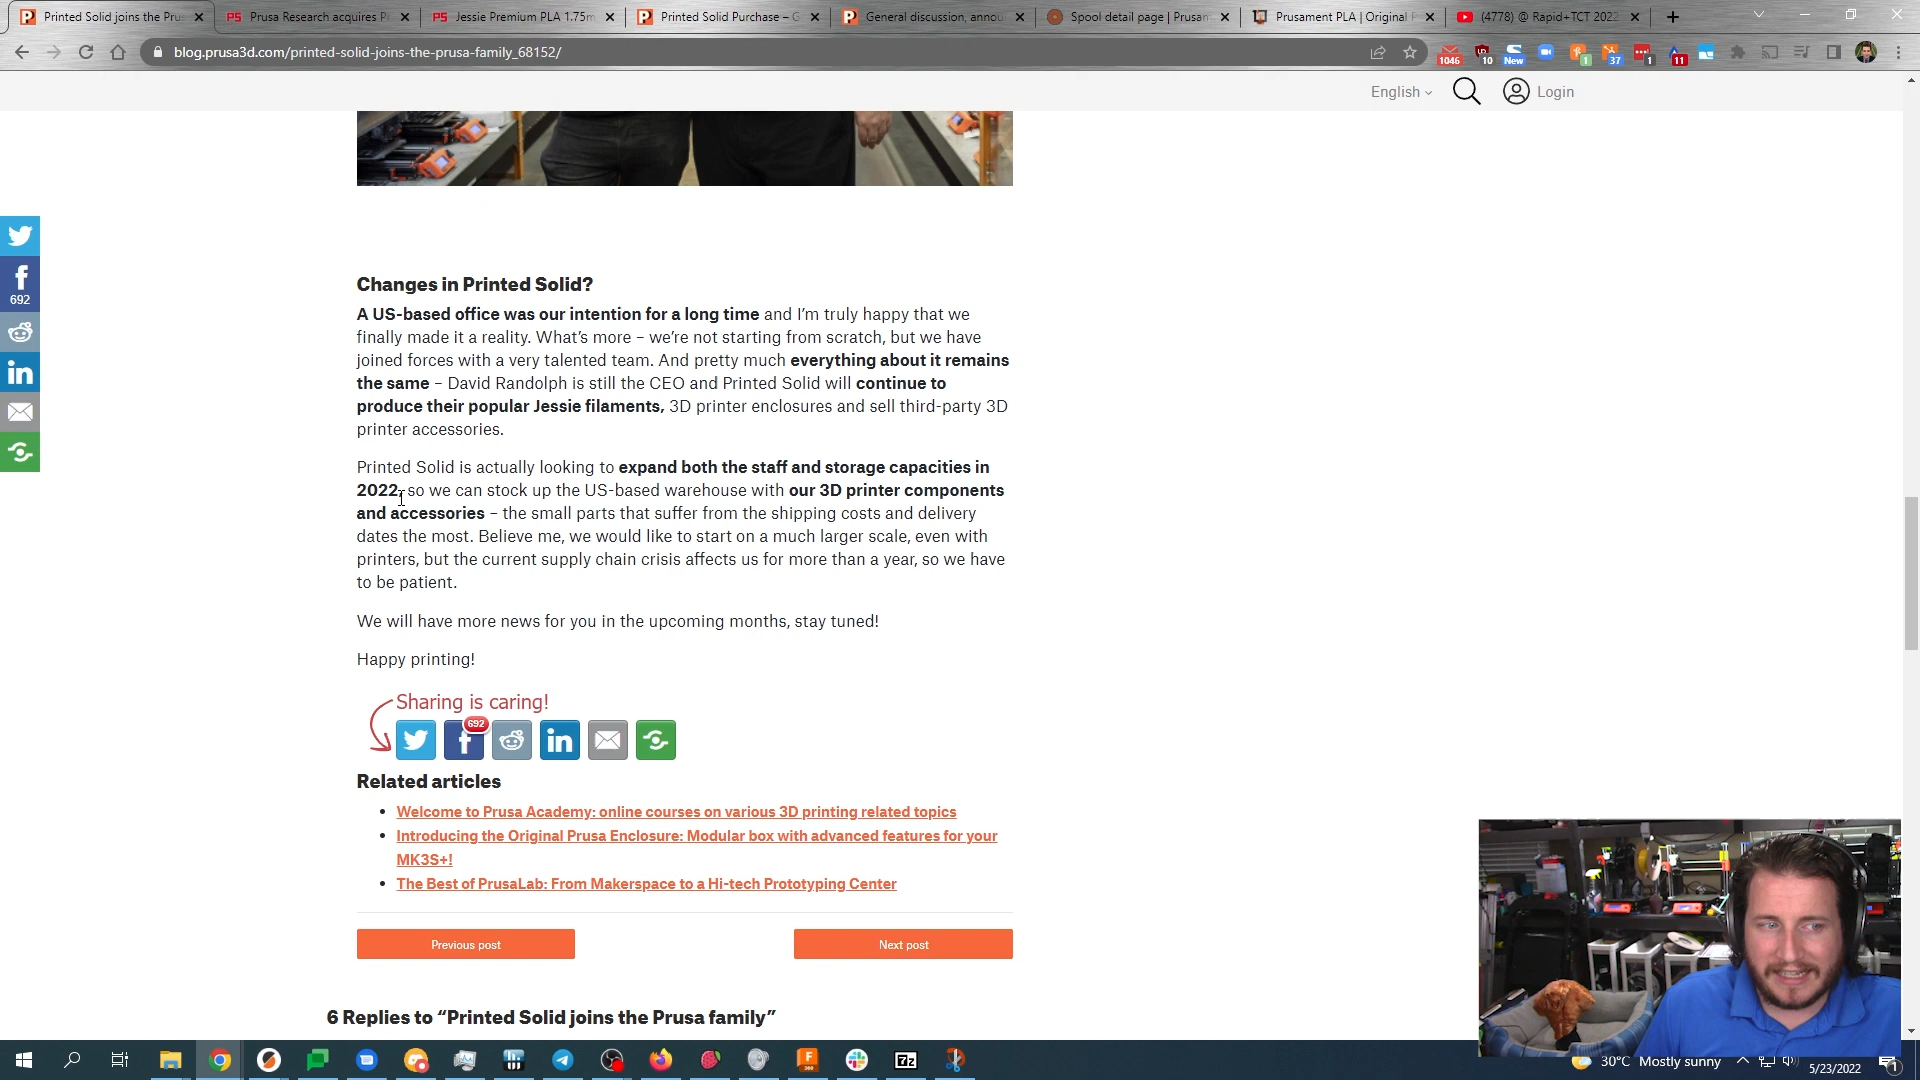 Printed Solid joins the Prus
Prusa Research acquires P
Jessie Premium PLA 1.75m
Printed Solid Purchase – G
General discussion, annou
Spool detail page | Prusam
Prusament PLA | Original P
(4778) @ Rapid+TCT 2022
blog.prusa3d.com/printed-solid-joins-the-prusa-family_68152/
1046
10
New
1
37
1
11
English
Login
692
Changes in Printed Solid?
A US-based office was our intention for a long time and I’m truly happy that we
finally made it a reality. What’s more – we’re not starting from scratch, but we have
joined forces with a very talented team. And pretty much everything about it remains
the same – David Randolph is still the CEO and Printed Solid will continue to
produce their popular Jessie filaments, 3D printer enclosures and sell third-party 3D
printer accessories.
Printed Solid is actually looking to expand both the staff and storage capacities in
2022, so we can stock up the US-based warehouse with our 3D printer components
and accessories – the small parts that suffer from the shipping costs and delivery
dates the most. Believe me, we would like to start on a much larger scale, even with
printers, but the current supply chain crisis affects us for more than a year, so we have
to be patient.
We will have more news for you in the upcoming months, stay tuned!
Happy printing!
Sharing is caring!
692
Related articles
Welcome to Prusa Academy: online courses on various 3D printing related topics
Introducing the Original Prusa Enclosure: Modular box with advanced features for your
MK3S+!
The Best of PrusaLab: From Makerspace to a Hi-tech Prototyping Center
Previous post
Next post
6 Replies to “Printed Solid joins the Prusa family”
30°C Mostly sunny
5/23/2022
1